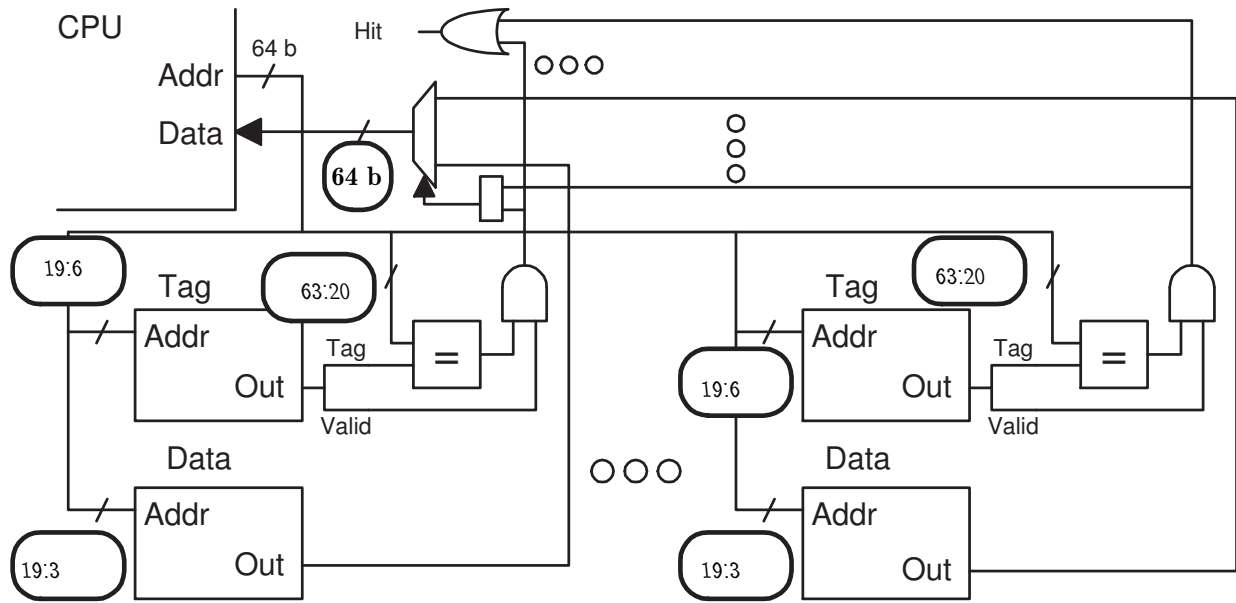 CPU
Hit
64 b
Addr
Data
64 b
19:6
63:20
63:20
Tag
Tag
Addr
Tag
=
Addr
Tag
=
Out
19:6
Out
Valid
Valid
Data
Data
Addr
Addr
19:3
Out
19:3
Out